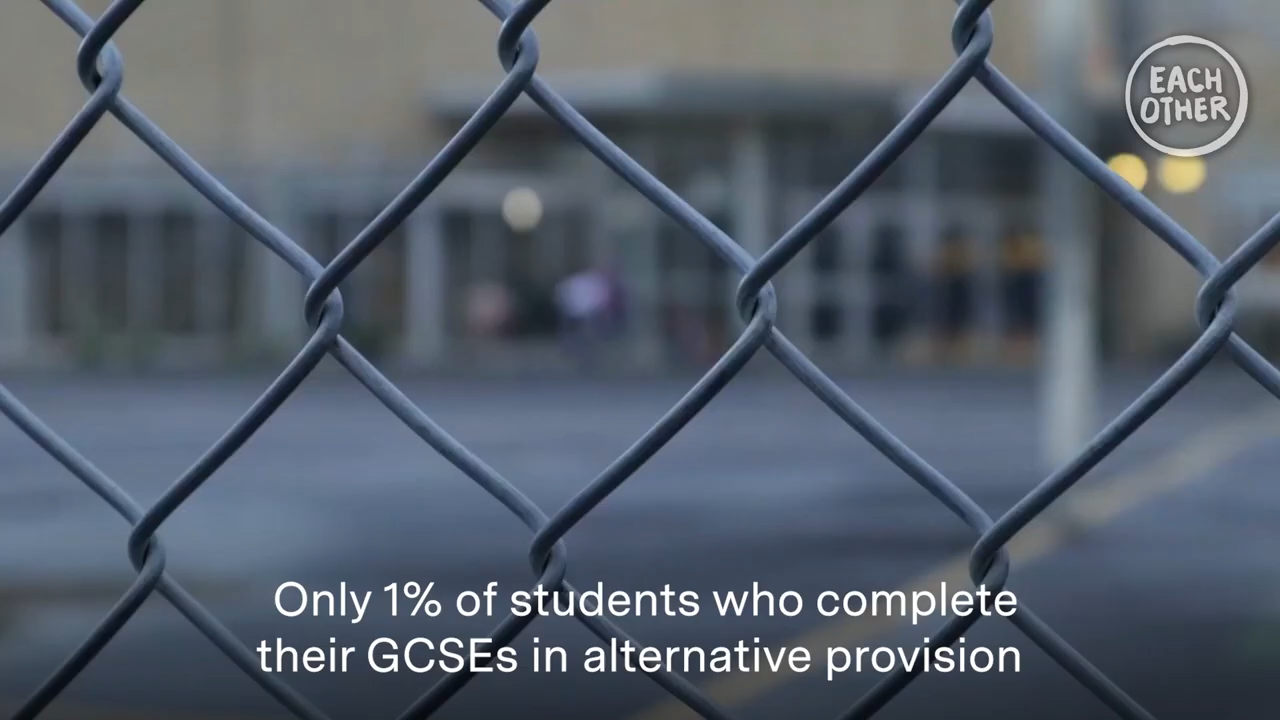 EACH
OTHER
Only 1% of students who complete
their GCSEs in alternative provision